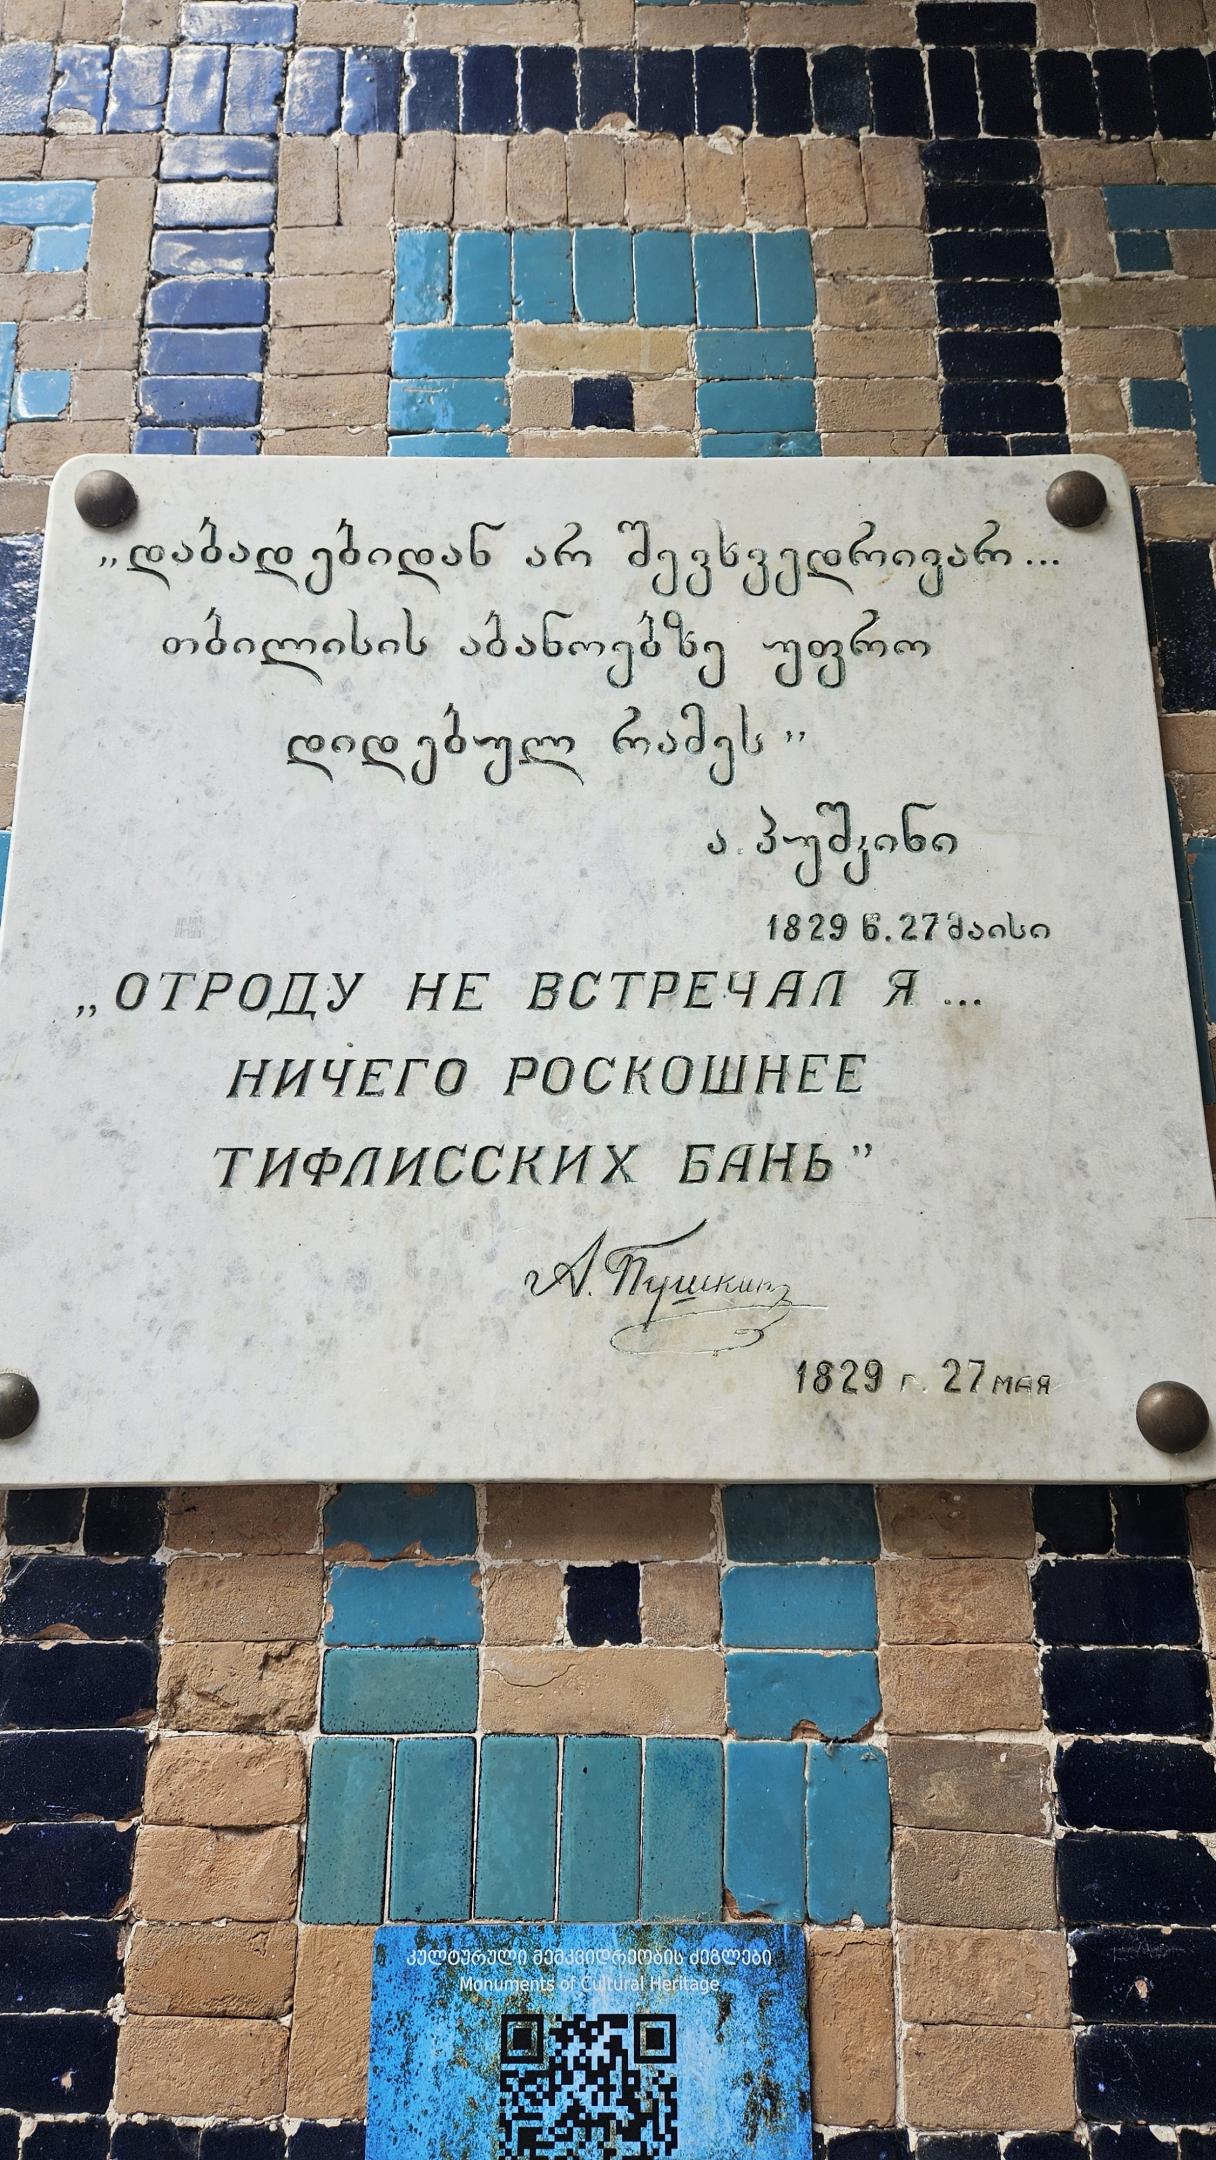 „დაბადებიდან არ შევხვედრივარ...
თბილისის აბანოებზე უფრო
დიდებულ რამეს”
ა. პუშკინი
1829 წ. 27 მაისი
„ОТРОДУ НЕ ВСТРЕЧАЛ Я ...
НИЧЕГО РОСКОШНЕЕ
ТИФЛИССКИХ БАНЬ”
А. Пушкин
1829 г. 27 мая
კულტურული მემკვიდრეობის ძეგლები
Monuments of Cultural Heritage